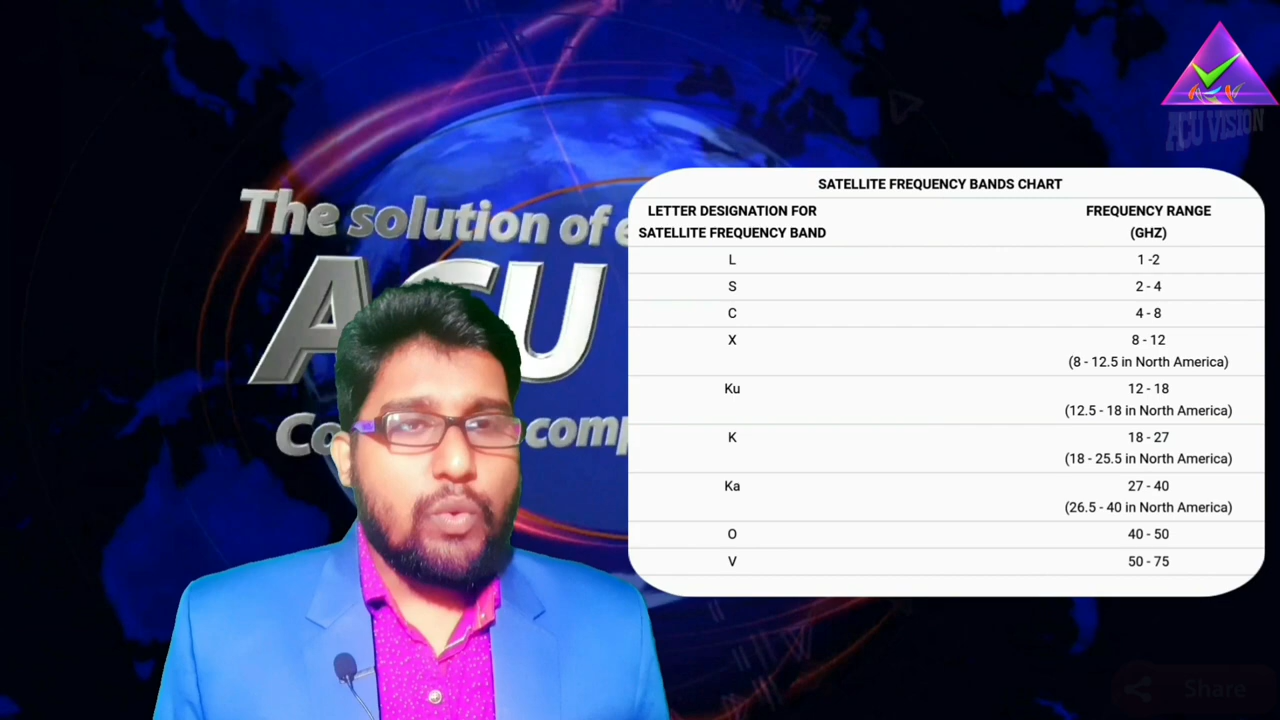 ACU VISION
The solution of
ACU
SATELLITE FREQUENCY BANDS CHART
LETTER DESIGNATION FOR SATELLITE FREQUENCY BAND FREQUENCY RANGE (GHZ)
L 1 -2
S 2 - 4
C 4 - 8
X 8 - 12
(8 - 12.5 in North America)
Ku 12 - 18
(12.5 - 18 in North America)
K 18 - 27
(18 - 25.5 in North America)
Ka 27 - 40
(26.5 - 40 in North America)
O 40 - 50
V 50 - 75
Share